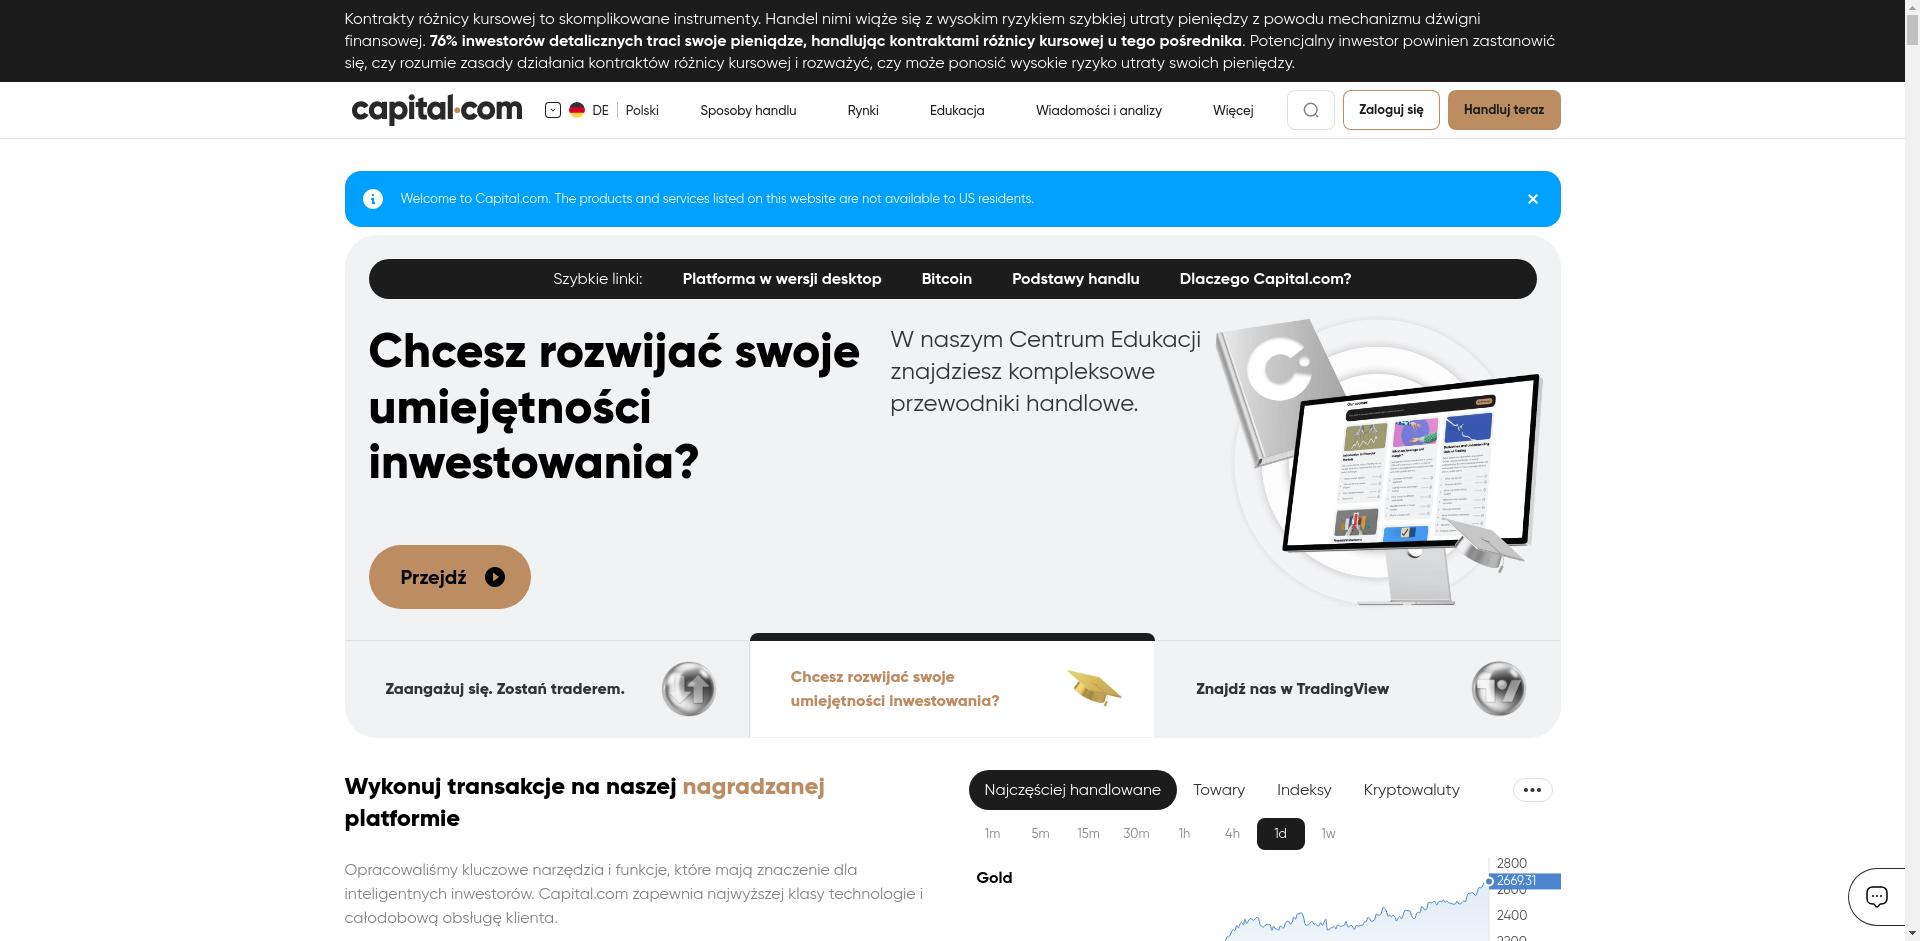 Kontrakty różnicy kursowej to skomplikowane instrumenty. Handel nimi wiąże się z wysokim ryzykiem szybkiej utraty pieniędzy z powodu mechanizmu dźwigni
finansowej. 76% inwestorów detalicznych traci swoje pieniądze, handlując kontraktami różnicy kursowej u tego pośrednika. Potencjalny inwestor powinien zastanowić
się, czy rozumie zasady działania kontraktów różnicy kursowej i rozważyć, czy może ponosić wysokie ryzyko utraty swoich pieniędzy.
capital.com DE Polski Sposoby handlu Rynki Edukacja Wiadomości i analizy Więcej Zaloguj się Handluj teraz
Welcome to Capital.com. The products and services listed on this website are not available to US residents.
Szybkie linki: Platforma w wersji desktop Bitcoin Podstawy handlu Dlaczego Capital.com?
Chcesz rozwijać swoje
umiejętności
inwestowania?
W naszym Centrum Edukacji
znajdziesz kompleksowe
przewodniki handlowe.
Przejdź
Zaangażuj się. Zostań traderem.
Chcesz rozwijać swoje
umiejętności inwestowania?
Znajdź nas w TradingView
Wykonuj transakcje na naszej nagradzanej
platformie
Opracowaliśmy kluczowe narzędzia i funkcje, które mają znaczenie dla
inteligentnych inwestorów. Capital.com zapewnia najwyższej klasy technologie i
całodobową obsługę klienta.
Najczęściej handlowane Towary Indeksy Kryptowaluty
1m 5m 15m 30m 1h 4h 1d 1w
Gold
2800
2669.31
2600
2400
2200